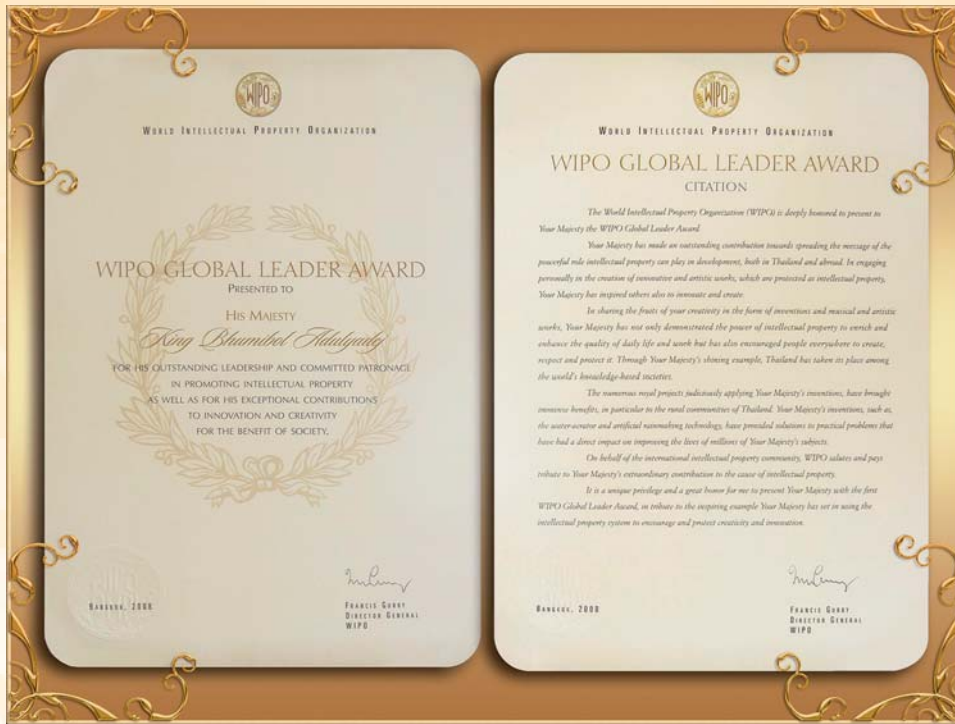 WIPO
WORLD INTELLECTUAL PROPERTY ORGANIZATION
WIPO GLOBAL LEADER AWARD
PRESENTED TO
HIS MAJESTY
King Bhumibol Adulyadej
FOR HIS OUTSTANDING LEADERSHIP AND COMMITTED PATRONAGE
IN PROMOTING INTELLECTUAL PROPERTY
AS WELL AS FOR HIS EXCEPTIONAL CONTRIBUTIONS
TO INNOVATION AND CREATIVITY
FOR THE BENEFIT OF SOCIETY.
WIPO
BANGKOK, 2008
FRANCIS GURRY
DIRECTOR GENERAL
WIPO
WIPO
WORLD INTELLECTUAL PROPERTY ORGANIZATION
WIPO GLOBAL LEADER AWARD
CITATION
The World Intellectual Property Organization (WIPO) is deeply honored to present to
Your Majesty the WIPO Global Leader Award.
Your Majesty has made an outstanding contribution towards spreading the message of the
powerful role intellectual property can play in development, both in Thailand and abroad. In engaging
personally in the creation of innovative and artistic works, which are protected as intellectual property,
Your Majesty has inspired others also to innovate and create.
In sharing the fruits of your creativity in the form of inventions and musical and artistic
works, Your Majesty has not only demonstrated the power of intellectual property to enrich and
enhance the quality of daily life and work but has also encouraged people everywhere to create,
respect and protect it. Through Your Majesty's shining example, Thailand has taken its place among
the world's knowledge-based societies.
The numerous royal projects judiciously applying Your Majesty's inventions, have brought
immense benefits, in particular to the rural communities of Thailand. Your Majesty's inventions, such as,
the water-aerator and artificial rainmaking technology, have provided solutions to practical problems that
have had a direct impact on improving the lives of millions of Your Majesty's subjects.
On behalf of the international intellectual property community, WIPO salutes and pays
tribute to Your Majesty's extraordinary contribution to the cause of intellectual property.
It is a unique privilege and a great honor for me to present Your Majesty with the first
WIPO Global Leader Award, in tribute to the inspiring example Your Majesty has set in using the
intellectual property system to encourage and protect creativity and innovation.
BANGKOK, 2008
FRANCIS GURRY
DIRECTOR GENERAL
WIPO